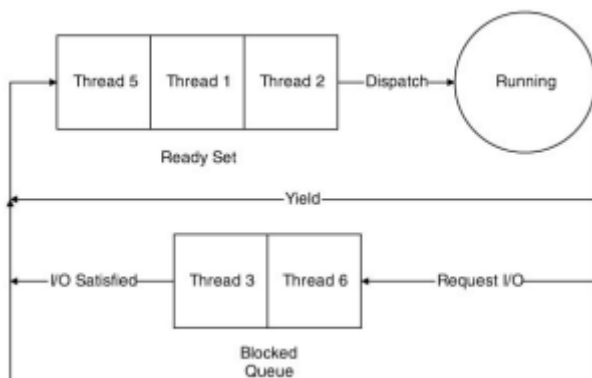 Thread 5 Thread 1 Thread 2 Dispatch Running
Ready Set
Yield
I/O Satisfied Thread 3 Thread 6 Request I/O
Blocked
Queue